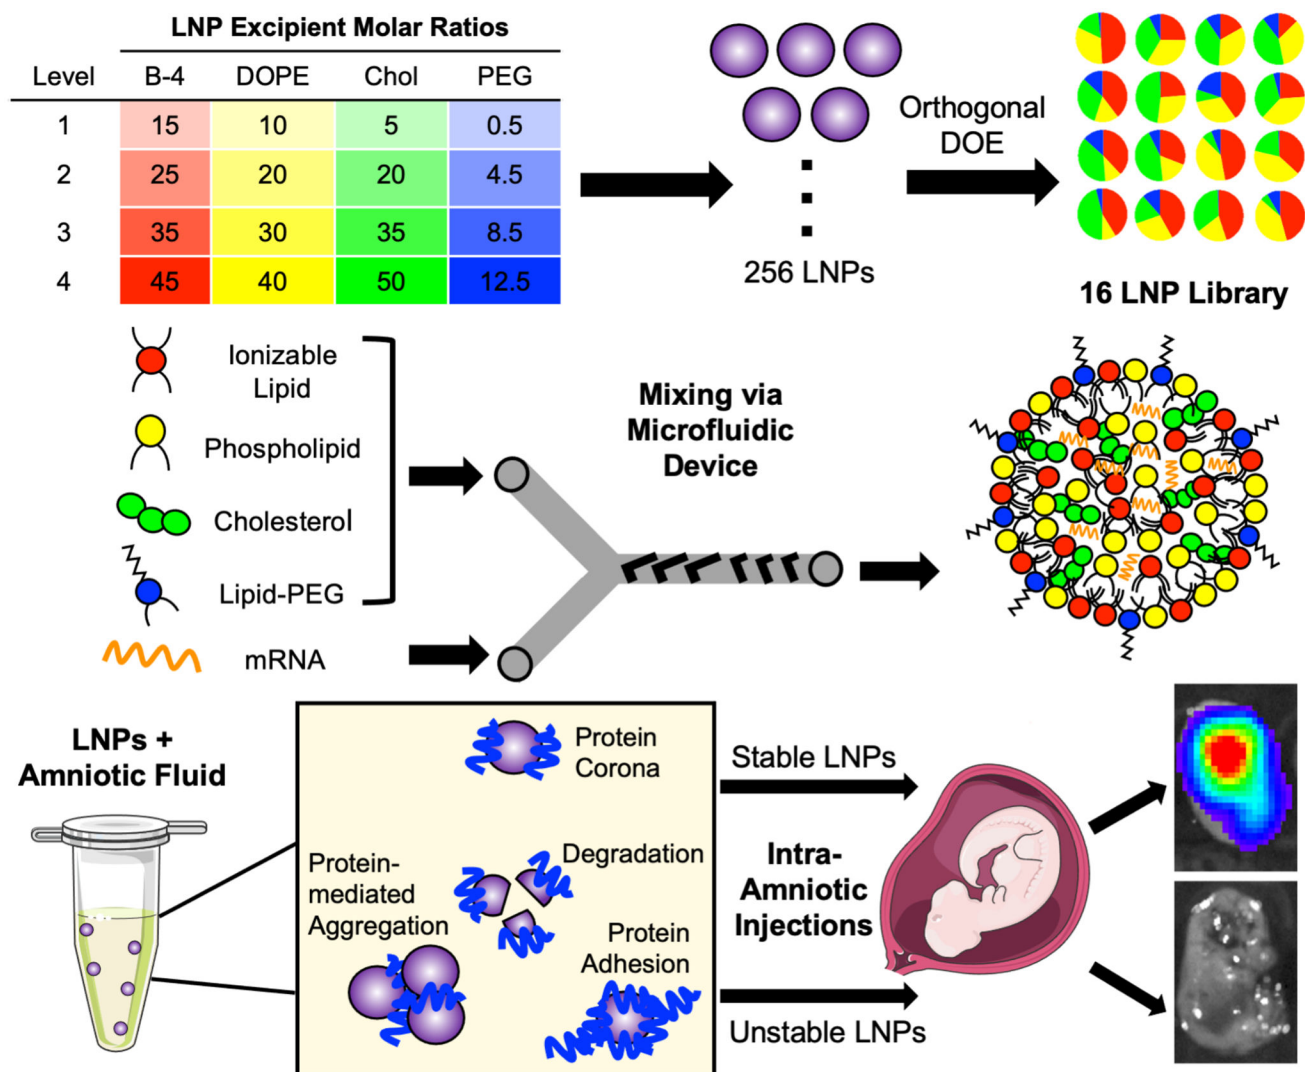 LNP Excipient Molar Ratios
Level B-4 DOPE Chol PEG
1 15 10 5 0.5
2 25 20 20 4.5
3 35 30 35 8.5
4 45 40 50 12.5
256 LNPs
Orthogonal
DOE
16 LNP Library
Ionizable
Lipid
Phospholipid
Cholesterol
Lipid-PEG
mRNA
Mixing via
Microfluidic
Device
LNPs +
Amniotic Fluid
Protein
Corona
Degradation
Protein-
mediated
Aggregation
Protein
Adhesion
Stable LNPs
Intra-
Amniotic
Injections
Unstable LNPs